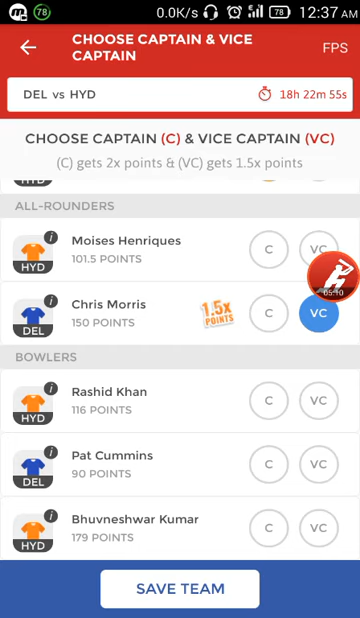 78
0.0K/s
78
12:37 AM
CHOOSE CAPTAIN & VICE
CAPTAIN
FPS
DEL vs HYD
18h 22m 55s
CHOOSE CAPTAIN (C) & VICE CAPTAIN (VC)
(C) gets 2x points & (VC) gets 1.5x points
HYD
ALL-ROUNDERS
i
Moises Henriques
101.5 POINTS
HYD
C
VC
05:10
i
Chris Morris
150 POINTS
DEL
1.5x
POINTS
C
VC
BOWLERS
i
Rashid Khan
116 POINTS
HYD
C
VC
i
Pat Cummins
90 POINTS
DEL
C
VC
i
Bhuvneshwar Kumar
179 POINTS
HYD
C
VC
SAVE TEAM